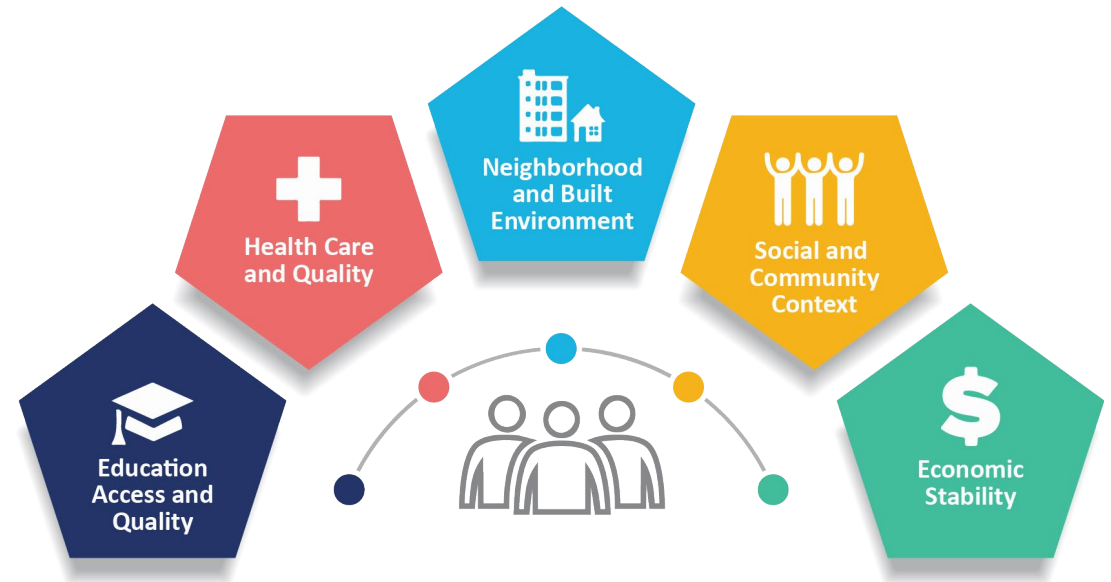 Neighborhood
and Built
Environment
Health Care
and Quality
Social and
Community
Context
Education
Access and
Quality
Economic
Stability